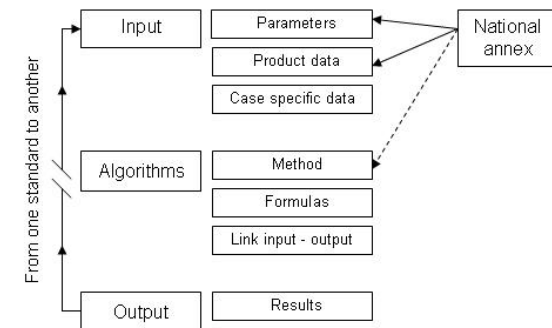 Input
Parameters
National
annex
Product data
Case specific data
From one standard to another
Algorithms
Method
Formulas
Link input - output
Output
Results